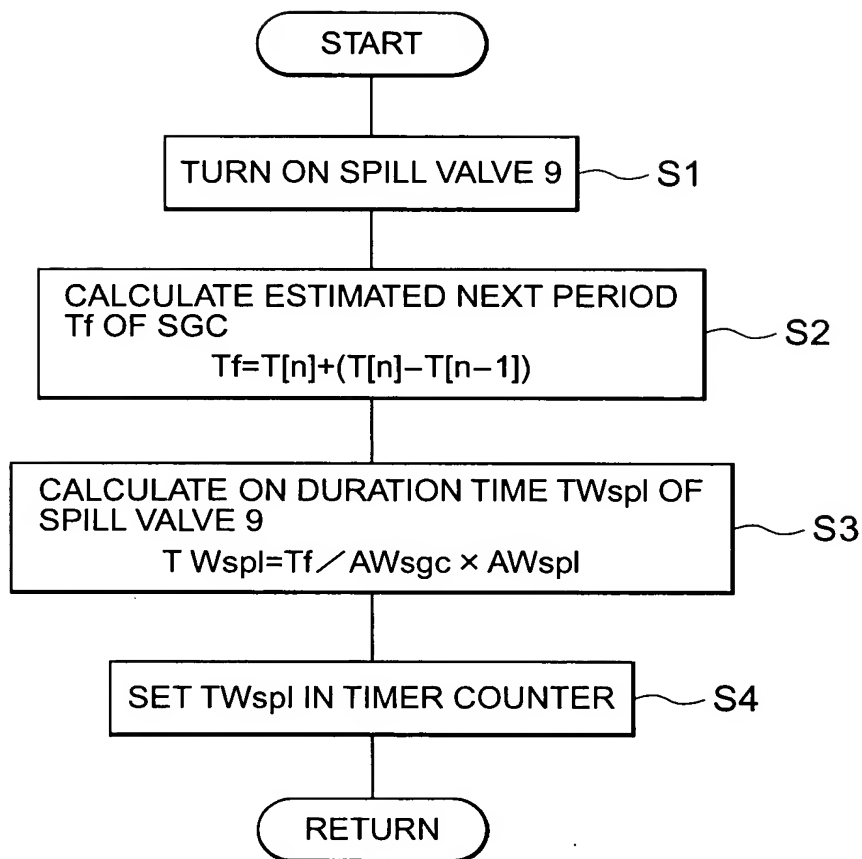 START
TURN ON SPILL VALVE 9
S1
CALCULATE ESTIMATED NEXT PERIOD
Tf OF SGC
Tf=T[n]+(T[n]−T[n−1])
S2
CALCULATE ON DURATION TIME TWspl OF
SPILL VALVE 9
T Wspl=Tf／AWsgc × AWspl
S3
SET TWspl IN TIMER COUNTER
S4
RETURN